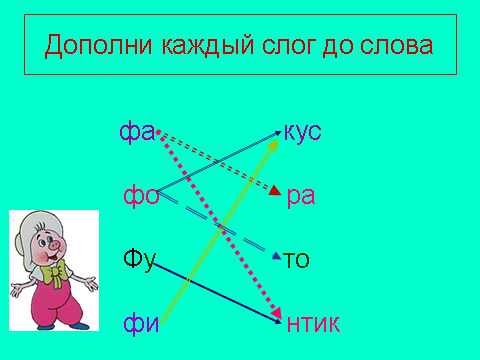 Дополни каждый слог до слова
фа кус
фо ра
Фу то
фи нтик